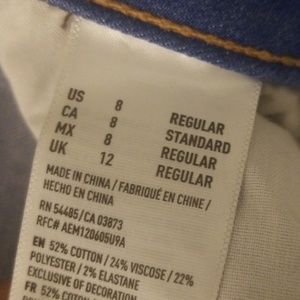 US 8 REGULAR
CA 8 STANDARD
MX 8 REGULAR
UK 12 REGULAR
MADE IN CHINA / FABRIQUÉ EN CHINE /
HECHO EN CHINA
RN 54485/CA 03873
RFC# AEM120605U9A
EN 52% COTTON / 24% VISCOSE / 22%
POLYESTER / 2% ELASTANE
EXCLUSIVE OF DECORATION
FR 52% COTON /